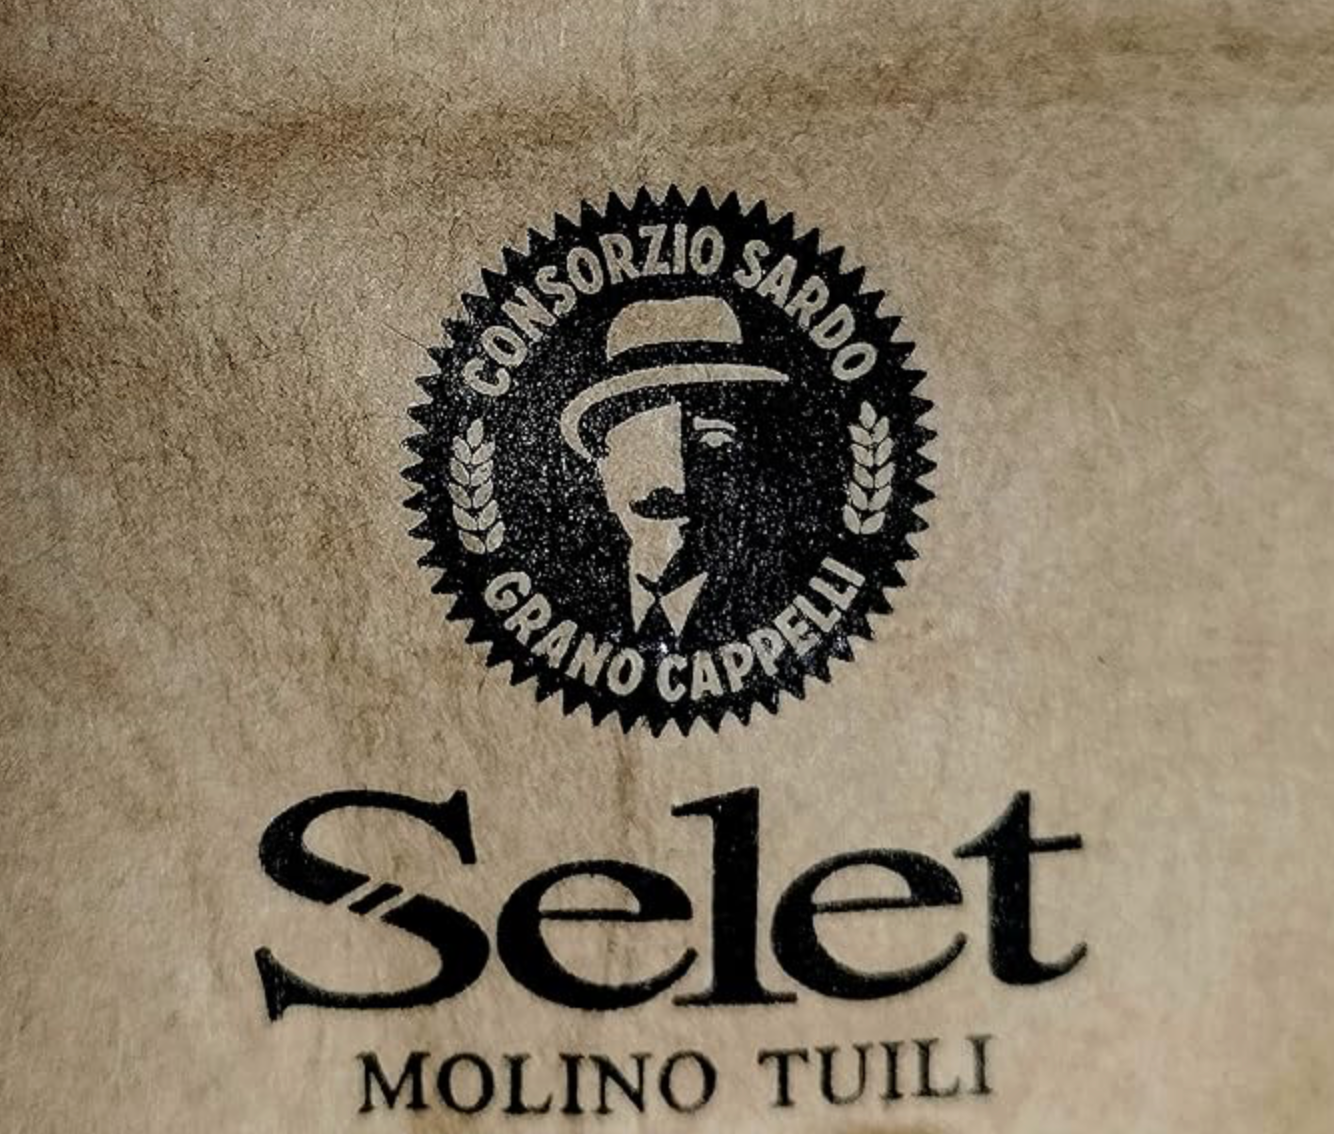 CONSORZIO SARDO
GRANO CAPPELLI
Selet
MOLINO TUILI